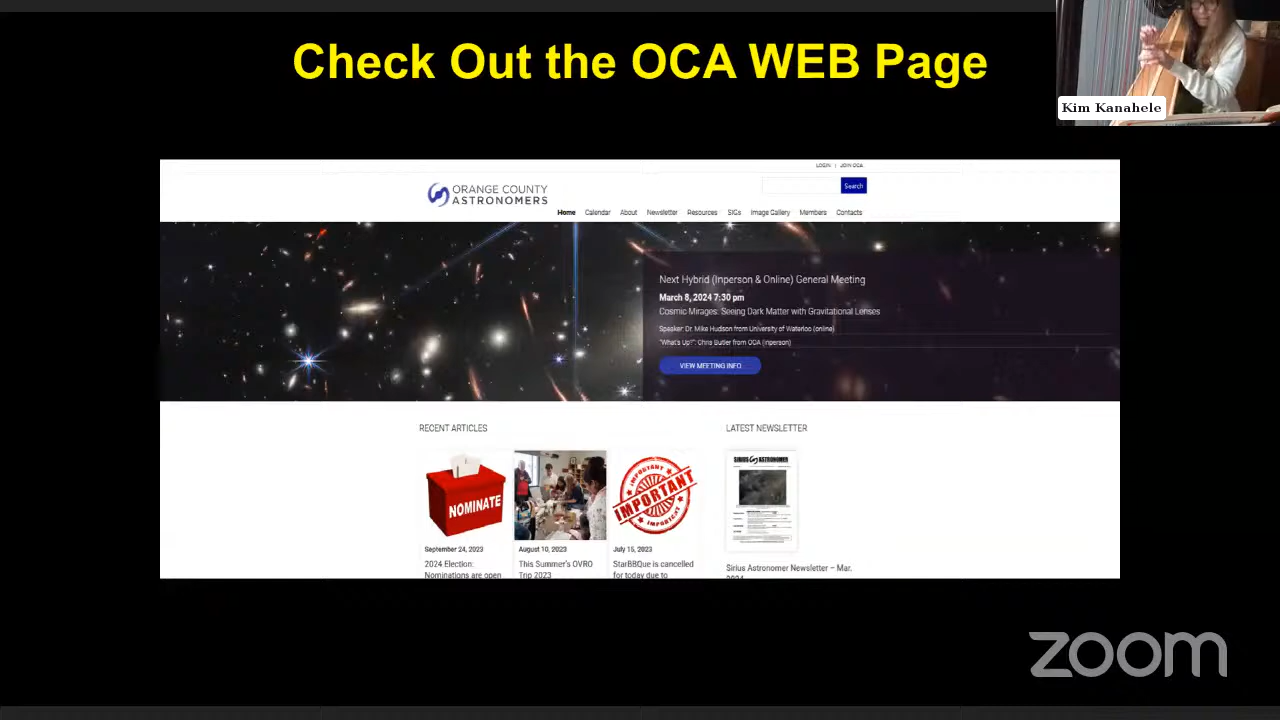 Check Out the OCA WEB Page
Kim Kanahele
LOGIN | JOIN OCA
ORANGE COUNTY
ASTRONOMERS
Search
Home Calendar About Newsletter Resources SIGs Image Gallery Members Contacts
Next Hybrid (Inperson & Online) General Meeting
March 8, 2024 7:30 pm
Cosmic Mirages: Seeing Dark Matter with Gravitational Lenses
Speaker: Dr. Mike Hudson from University of Waterloo (online)
"What's Up?": Chris Butler from OCA (inperson)
VIEW MEETING INFO
RECENT ARTICLES
NOMINATE
September 24, 2023
2024 Election:
Nominations are open
August 10, 2023
This Summer's OVRO
Trip 2023
IMPORTANT
IMPORTANT
IMPORTANT
July 15, 2023
StarBBQue is cancelled
for today due to
LATEST NEWSLETTER
SIRIUS ASTRONOMER
Sirius Astronomer Newsletter – Mar.
2024
zoom